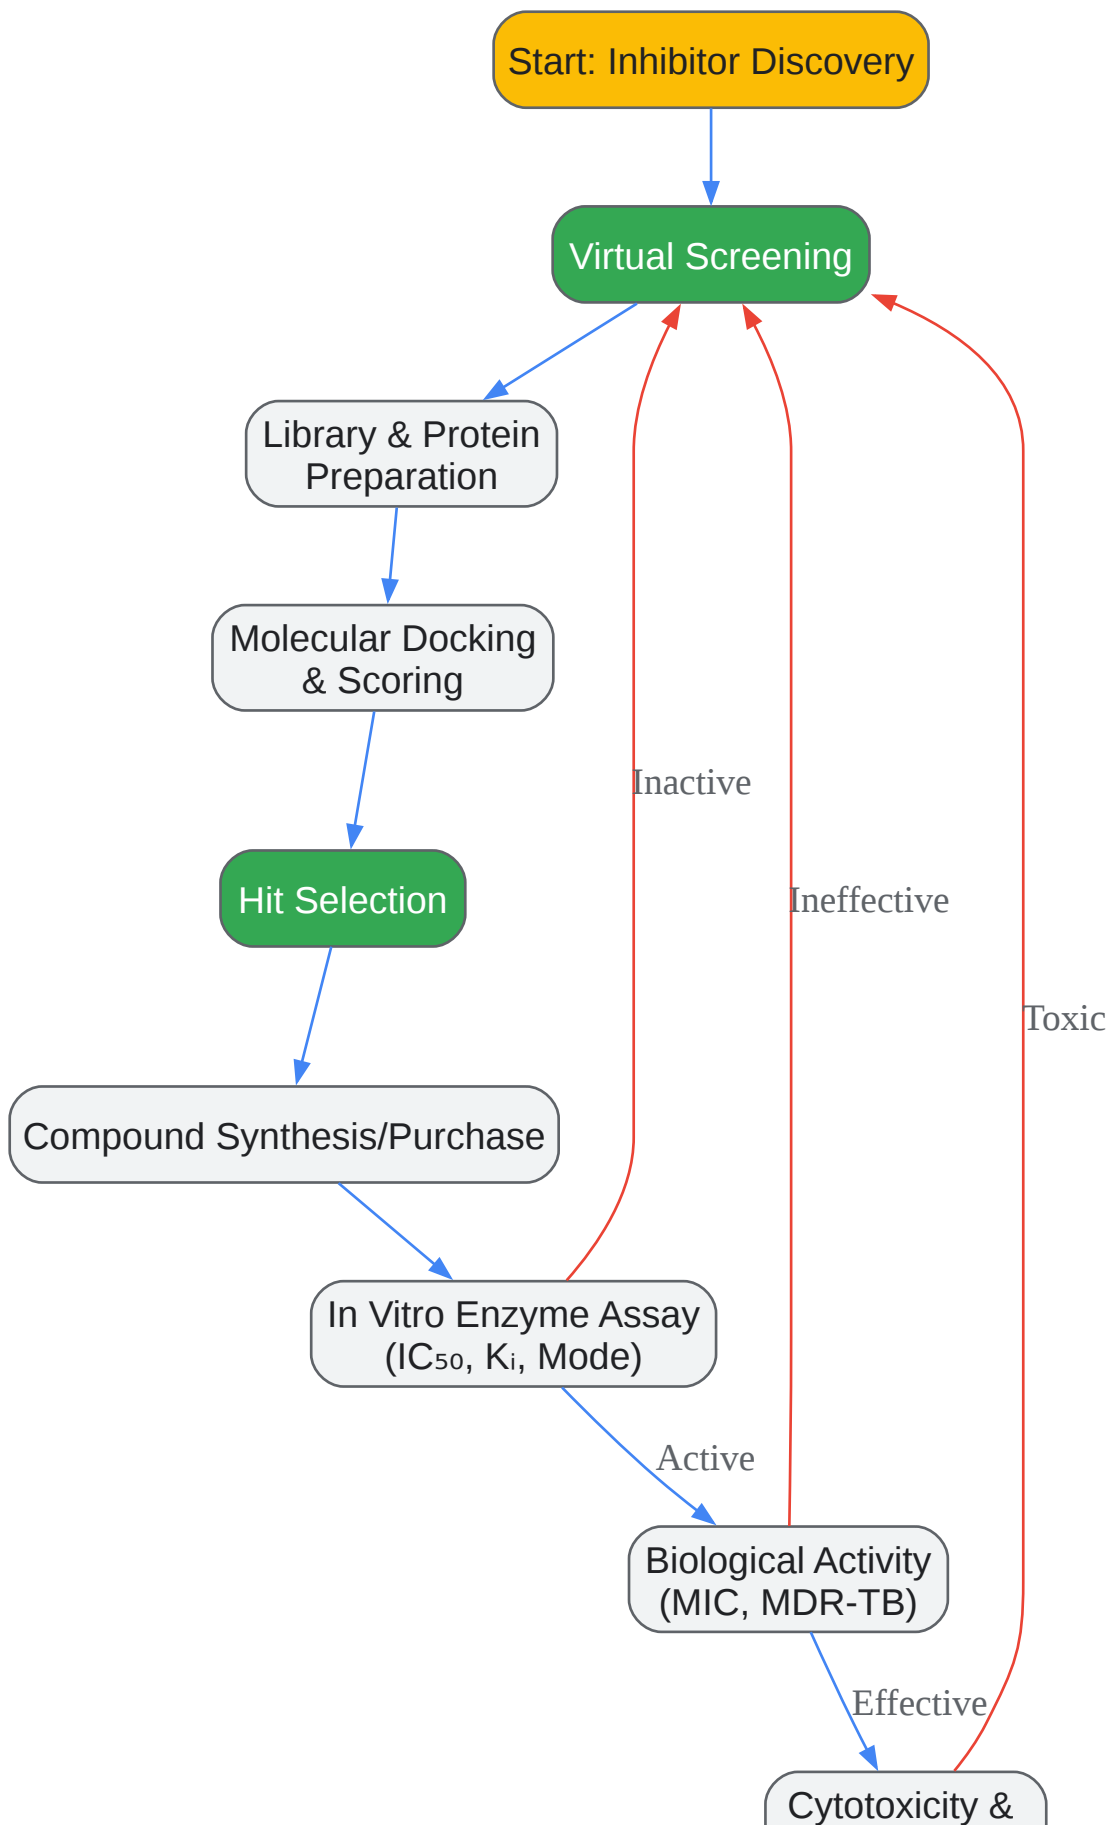 Start: Inhibitor Discovery
Virtual Screening
Library & Protein
Preparation
Molecular Docking
& Scoring
Inactive
Hit Selection
Ineffective
Toxic
Compound Synthesis/Purchase
In Vitro Enzyme Assay
(IC₅₀, Kᵢ, Mode)
Active
Biological Activity
(MIC, MDR-TB)
Effective
Cytotoxicity &